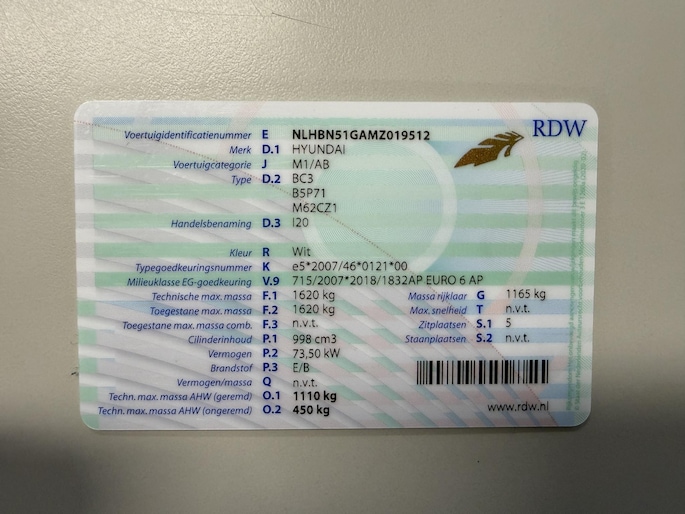 RDW
Voertuigidentificatienummer E NLHBN51GAMZ019512
Merk D.1 HYUNDAI
Voertuigcategorie J M1/AB
Type D.2 BC3
B5P71
M62CZ1
Handelsbenaming D.3 I20
Kleur R Wit
Typegoedkeuringsnummer K e5*2007/46*0121*00
Milieuklasse EG-goedkeuring V.9 715/2007*2018/1832AP EURO 6 AP
Technische max. massa F.1 1620 kg Massa rijklaar G 1165 kg
Toegestane max. massa F.2 1620 kg Max. snelheid T n.v.t.
Toegestane max. massa comb. F.3 n.v.t. Zitplaatsen S.1 5
Cilinderinhoud P.1 998 cm3 Staanplaatsen S.2 n.v.t.
Vermogen P.2 73,50 kW
Brandstof P.3 E/B
Vermogen/massa Q n.v.t.
Techn. max. massa AHW (geremd) O.1 1110 kg
Techn. max. massa AHW (ongeremd) O.2 450 kg
www.rdw.nl